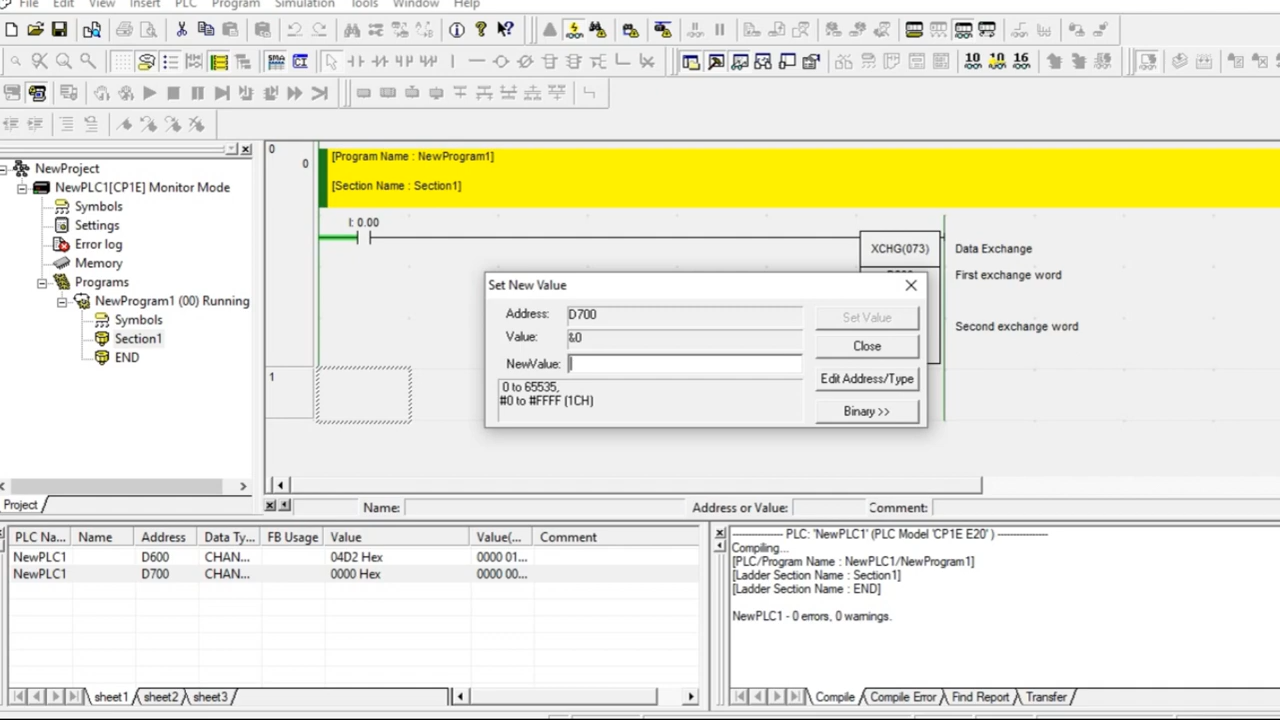 File Edit View Insert PLC Program Simulation Tools Window Help
SMA
10 10 16
NewProject
NewPLC1[CP1E] Monitor Mode
Symbols
Settings
Error log
Memory
Programs
NewProgram1 (00) Running
Symbols
Section1
END
Project
0
0
[Program Name : NewProgram1]
[Section Name : Section1]
I: 0.00
XCHG(073)
Data Exchange
First exchange word
Second exchange word
1
Set New Value
Address: D700
Value: &0
NewValue:
0 to 65535,
#0 to #FFFF (1CH)
Set Value
Close
Edit Address/Type
Binary >>
Name: Address or Value: Comment:
PLC Na... Name Address Data Ty... FB Usage Value Value(... Comment
NewPLC1 D600 CHAN... 04D2 Hex 0000 01...
NewPLC1 D700 CHAN... 0000 Hex 0000 00...
sheet1 sheet2 sheet3
--------------- PLC: 'NewPLC1' (PLC Model 'CP1E E20' ) ---------------
Compiling...
[PLC/Program Name : NewPLC1/NewProgram1]
[Ladder Section Name : Section1]
[Ladder Section Name : END]
NewPLC1 - 0 errors, 0 warnings.
Compile Compile Error Find Report Transfer